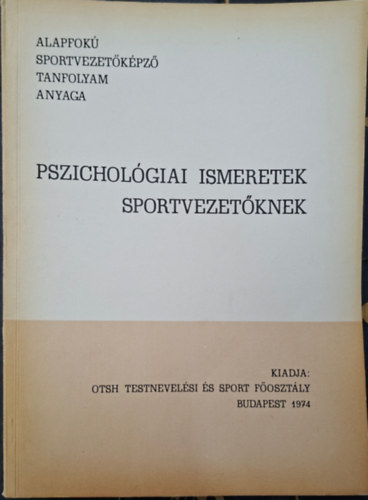 ALAPFOKÚ
SPORTVEZETŐKÉPZŐ
TANFOLYAM
ANYAGA
PSZICHOLÓGIAI ISMERETEK
SPORTVEZETŐKNEK
KIADJA:
OTSH TESTNEVELÉSI ÉS SPORT FŐOSZTÁLY
BUDAPEST 1974